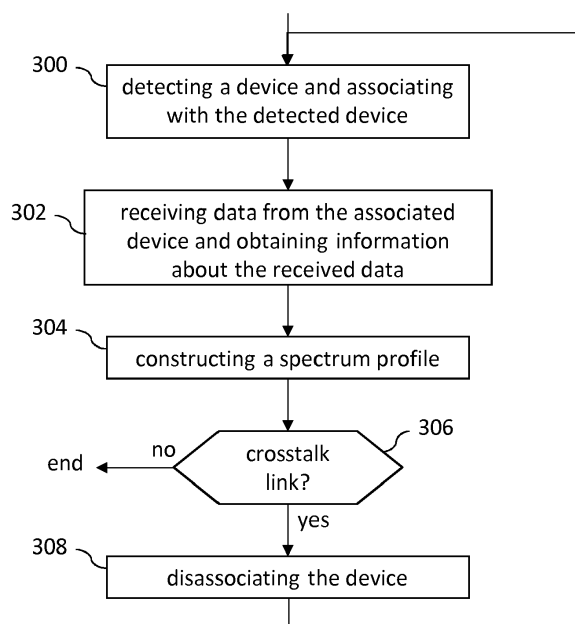 300
detecting a device and associating
with the detected device
302
receiving data from the associated
device and obtaining information
about the received data
304
constructing a spectrum profile
306
crosstalk
link?
no
end
yes
308
disassociating the device